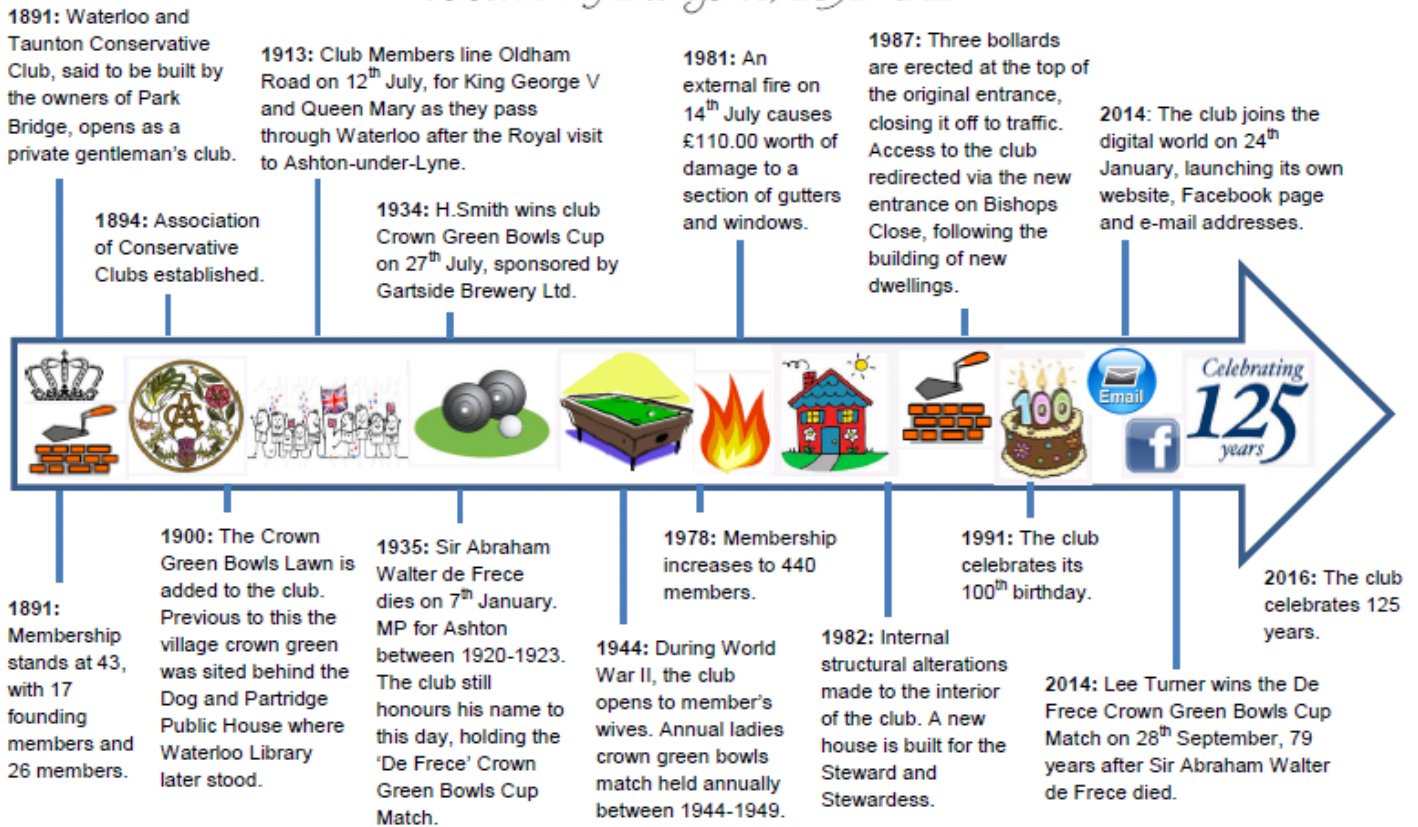 1891: Waterloo and
Taunton Conservative
Club, said to be built by
the owners of Park
Bridge, opens as a
private gentleman's club.
1894: Association
of Conservative
Clubs established.
1913: Club Members line Oldham
Road on 12th July, for King George V
and Queen Mary as they pass
through Waterloo after the Royal visit
to Ashton-under-Lyne.
1934: H.Smith wins club
Crown Green Bowls Cup
on 27th July, sponsored by
Gartside Brewery Ltd.
1981: An
external fire on
14th July causes
£110.00 worth of
damage to a
section of gutters
and windows.
1987: Three bollards
are erected at the top of
the original entrance,
closing it off to traffic.
Access to the club
redirected via the new
entrance on Bishops
Close, following the
building of new
dwellings.
2014: The club joins the
digital world on 24th
January, launching its own
website, Facebook page
and e-mail addresses.
100
Email
f
Celebrating
125
years
1891:
Membership
stands at 43,
with 17
founding
members and
26 members.
1900: The Crown
Green Bowls Lawn is
added to the club.
Previous to this the
village crown green
was sited behind the
Dog and Partridge
Public House where
Waterloo Library
later stood.
1935: Sir Abraham
Walter de Frece
dies on 7th January.
MP for Ashton
between 1920-1923.
The club still
honours his name to
this day, holding the
'De Frece' Crown
Green Bowls Cup
Match.
1944: During World
War II, the club
opens to member's
wives. Annual ladies
crown green bowls
match held annually
between 1944-1949.
1978: Membership
increases to 440
members.
1982: Internal
structural alterations
made to the interior
of the club. A new
house is built for the
Steward and
Stewardess.
1991: The club
celebrates its
100th birthday.
2014: Lee Turner wins the De
Frece Crown Green Bowls Cup
Match on 28th September, 79
years after Sir Abraham Walter
de Frece died.
2016: The club
celebrates 125
years.